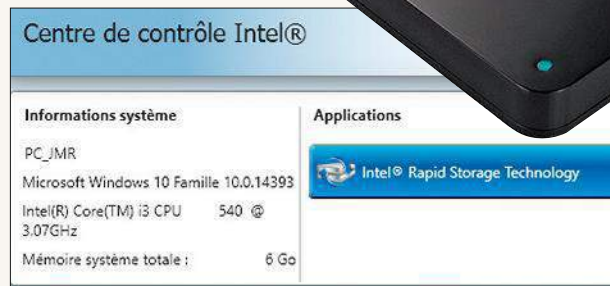 Centre de contrôle Intel®
Informations système
PC_JMR
Microsoft Windows 10 Famille 10.0.14393
Intel(R) Core(TM) i3 CPU 540 @
3.07GHz
Mémoire système totale : 6 Go
Applications
Intel® Rapid Storage Technology